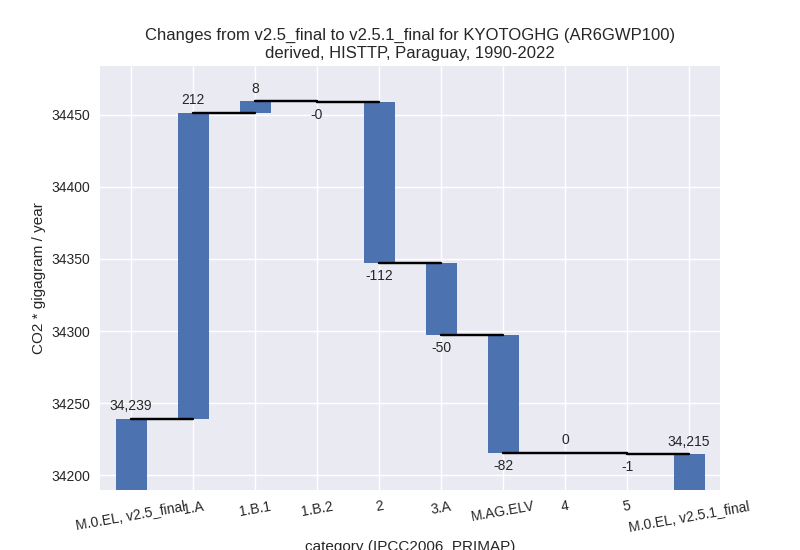 Changes from v2.5_final to v2.5.1_final for KYOTOGHG (AR6GWP100)
derived, HISTTP, Paraguay, 1990-2022
CO2 * gigagram / year
34450
34400
34350
34300
34250
34200
34,239
212
8
-0
-112
-50
-82
0
-1
34,215
M.0.EL, v2.5_final
1.A
1.B.1
1.B.2
2
3.A
M.AG.ELV
4
5
M.0.EL, v2.5.1_final
category (IPCC2006_PRIMAP)